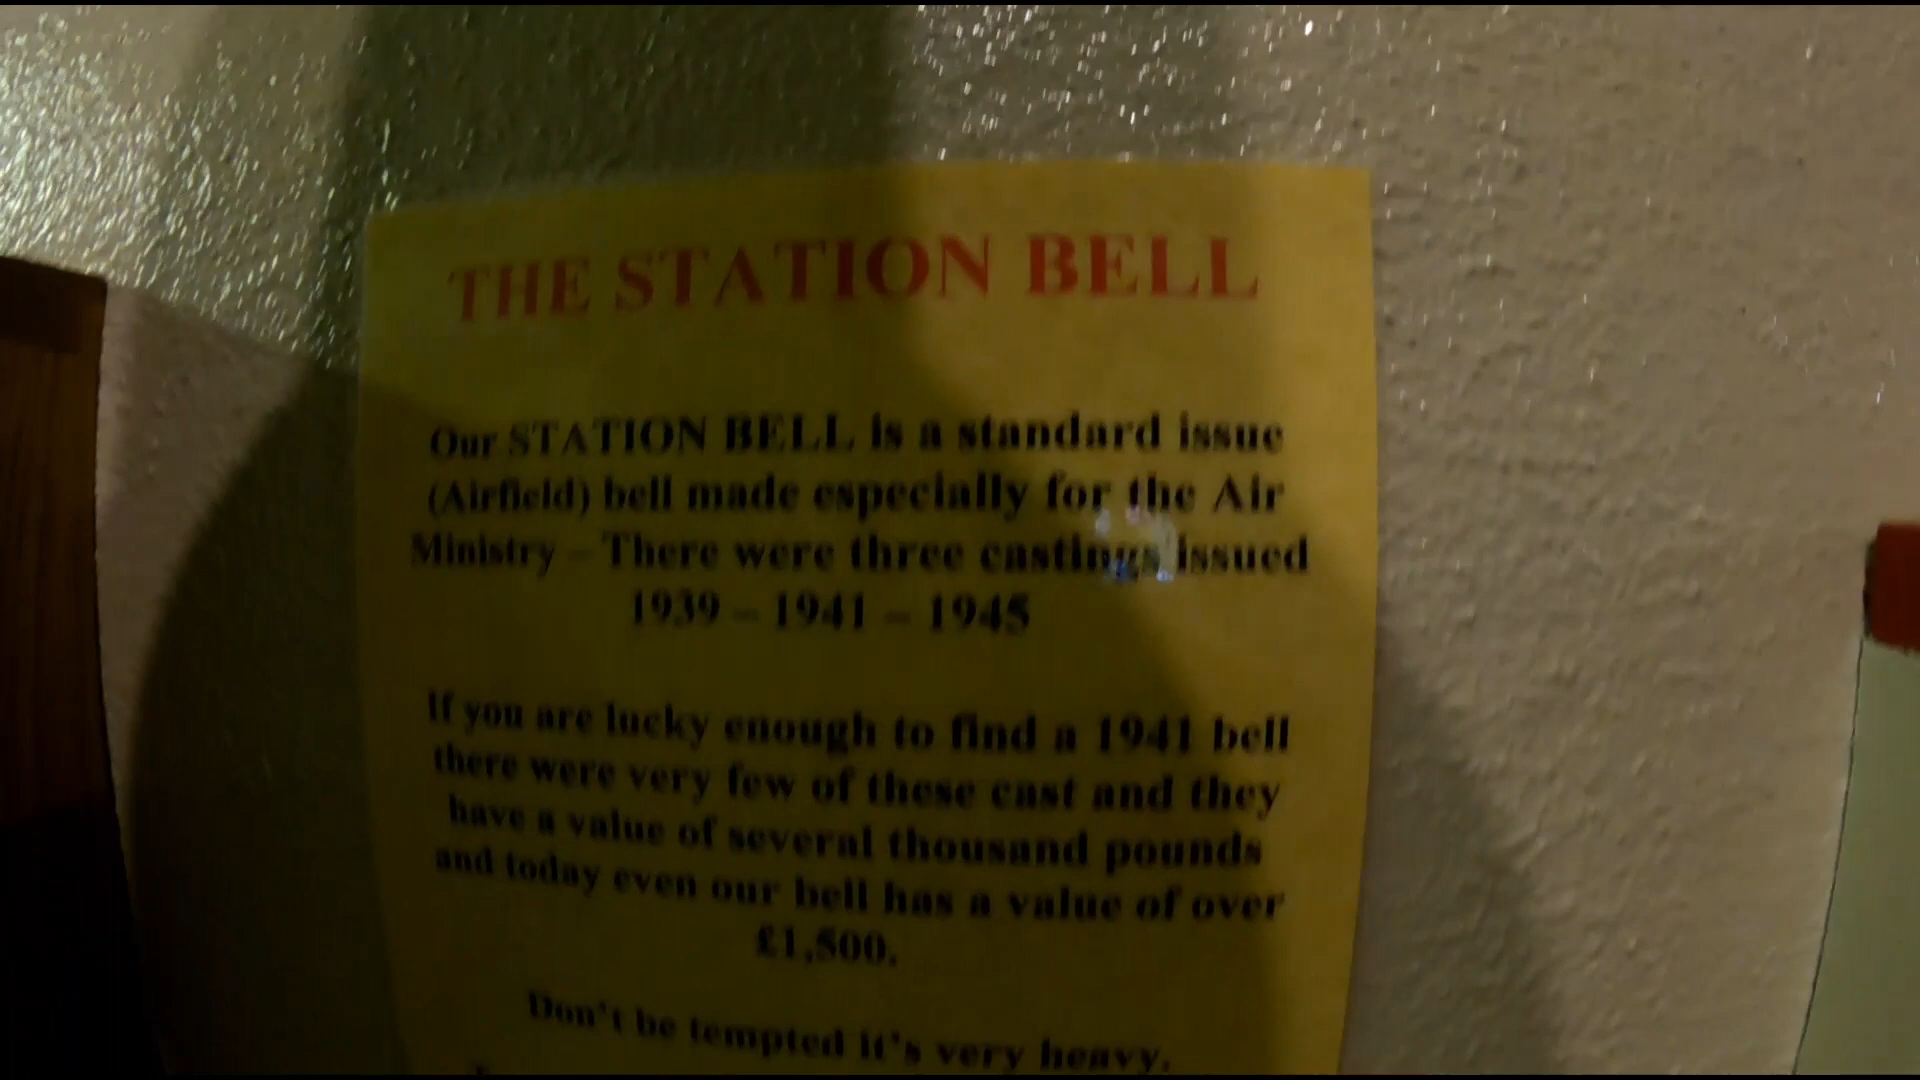 THE STATION BELL
Our STATION BELL is a standard issue
(Airfield) bell made especially for the Air
Ministry – There were three castings issued
1939 – 1941 – 1945
If you are lucky enough to find a 1941 bell
there were very few of these cast and they
have a value of several thousand pounds
and today even our bell has a value of over
£1,500.
Don't be tempted it's very heavy.